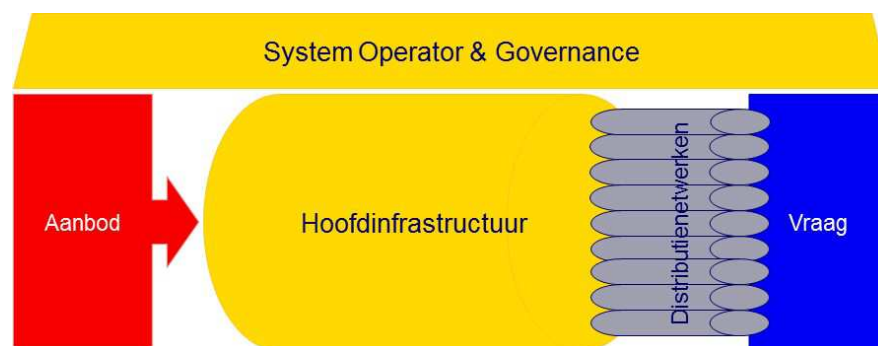 System Operator & Governance
Aanbod
Hoofdinfrastructuur
Distributienetwerken
Vraag